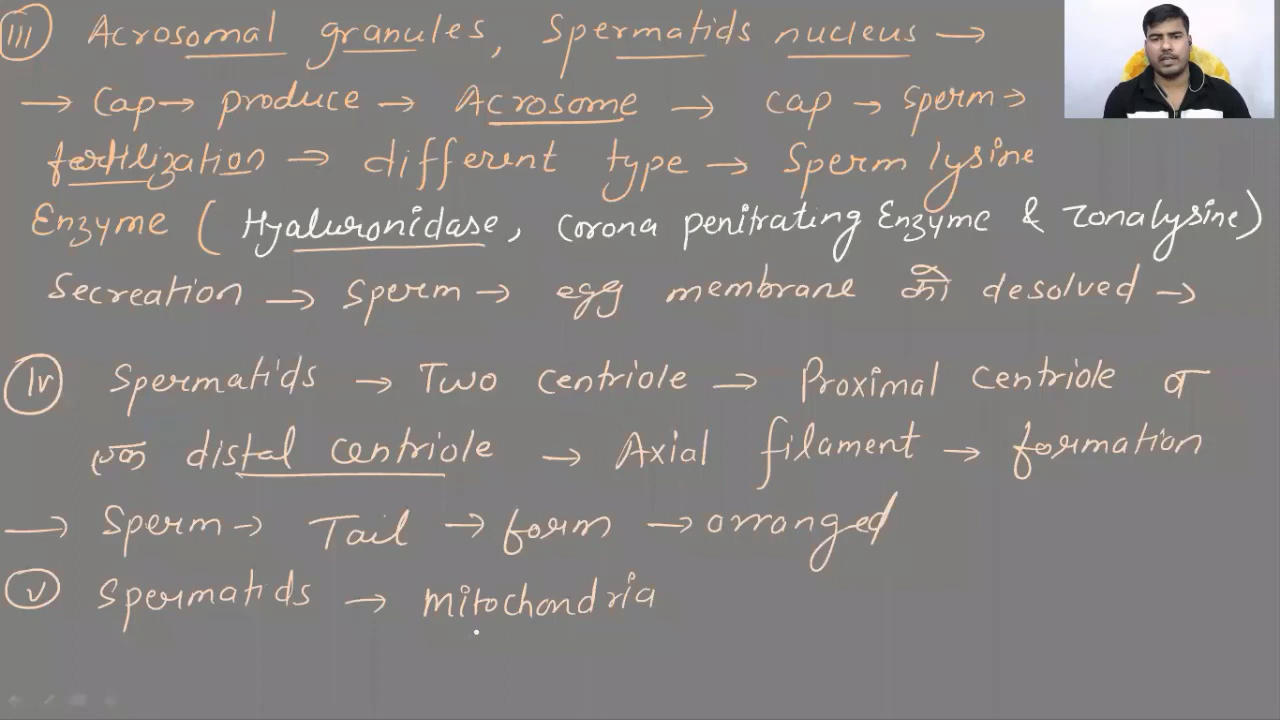 (iii) Acrosomal granules, Spermatids nucleus →
→ Cap → produce → Acrosome → cap → sperm →
fertilization → different type → Sperm lysine
Enzyme ( Hyaluronidase, corona penitrating Enzyme & zonalysine)
Secreation → sperm → egg membrane को desolved →
(iv) Spermatids → Two centriole → Proximal centriole व
एक distal centriole → Axial filament → formation
→ Sperm → Tail → form → arranged
(v) Spermatids → mitochondria